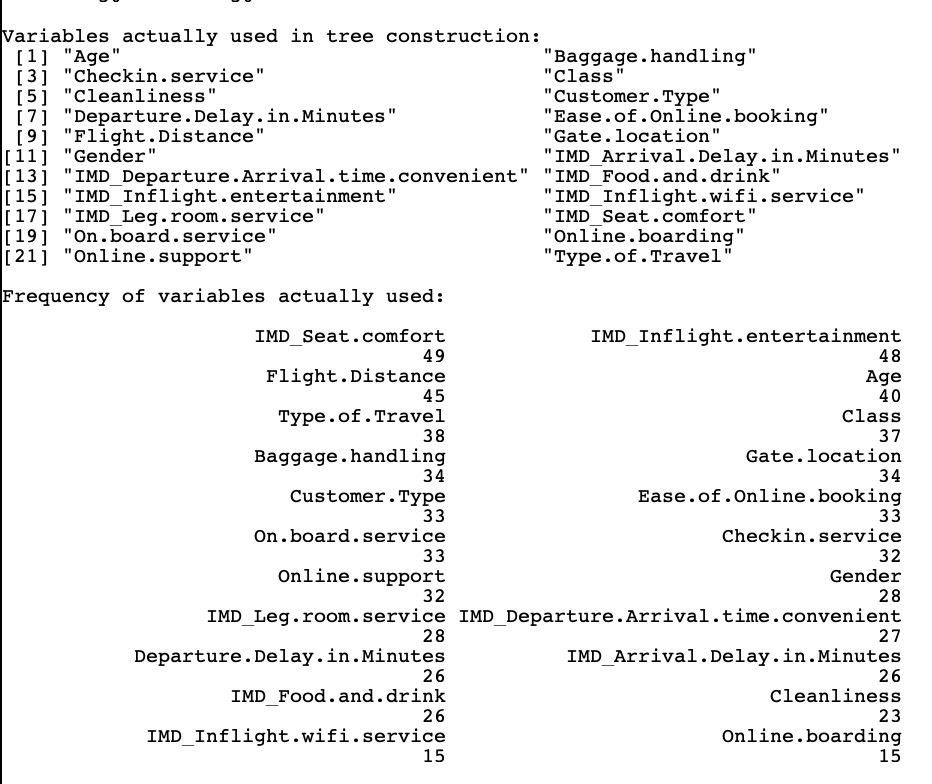 Variables actually used in tree construction:
[1] "Age" "Baggage.handling"
[3] "Checkin.service" "Class"
[5] "Cleanliness" "Customer.Type"
[7] "Departure.Delay.in.Minutes" "Ease.of.Online.booking"
[9] "Flight.Distance" "Gate.location"
[11] "Gender" "IMD_Arrival.Delay.in.Minutes"
[13] "IMD_Departure.Arrival.time.convenient" "IMD_Food.and.drink"
[15] "IMD_Inflight.entertainment" "IMD_Inflight.wifi.service"
[17] "IMD_Leg.room.service" "IMD_Seat.comfort"
[19] "On.board.service" "Online.boarding"
[21] "Online.support" "Type.of.Travel"
Frequency of variables actually used:
IMD_Seat.comfort IMD_Inflight.entertainment
49 48
Flight.Distance Age
45 40
Type.of.Travel Class
38 37
Baggage.handling Gate.location
34 34
Customer.Type Ease.of.Online.booking
33 33
On.board.service Checkin.service
33 32
Online.support Gender
32 28
IMD_Leg.room.service IMD_Departure.Arrival.time.convenient
28 27
Departure.Delay.in.Minutes IMD_Arrival.Delay.in.Minutes
26 26
IMD_Food.and.drink Cleanliness
26 23
IMD_Inflight.wifi.service Online.boarding
15 15